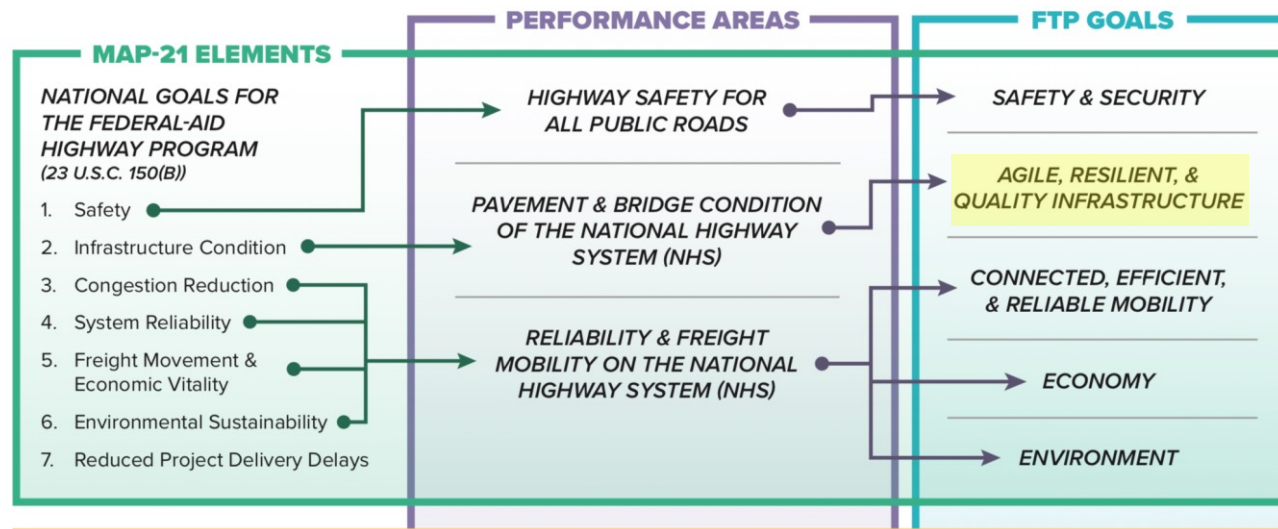 PERFORMANCE AREAS
FTP GOALS
MAP-21 ELEMENTS
NATIONAL GOALS FOR
THE FEDERAL-AID
HIGHWAY PROGRAM
(23 U.S.C. 150(B))
1. Safety
2. Infrastructure Condition
3. Congestion Reduction
4. System Reliability
5. Freight Movement &
Economic Vitality
6. Environmental Sustainability
7. Reduced Project Delivery Delays
HIGHWAY SAFETY FOR
ALL PUBLIC ROADS
PAVEMENT & BRIDGE CONDITION
OF THE NATIONAL HIGHWAY
SYSTEM (NHS)
RELIABILITY & FREIGHT
MOBILITY ON THE NATIONAL
HIGHWAY SYSTEM (NHS)
SAFETY & SECURITY
AGILE, RESILIENT, &
QUALITY INFRASTRUCTURE
CONNECTED, EFFICIENT,
& RELIABLE MOBILITY
ECONOMY
ENVIRONMENT